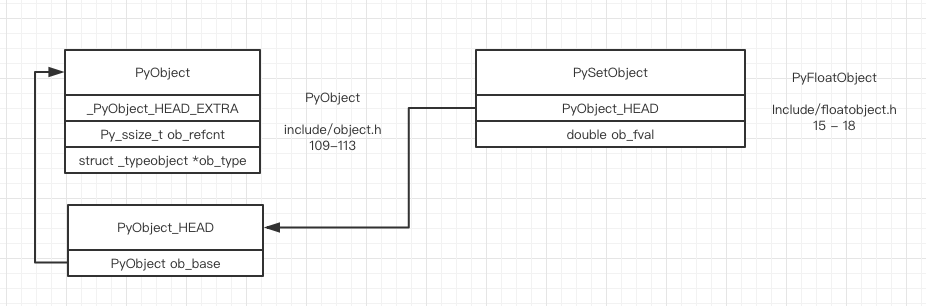 PyObject
_PyObject_HEAD_EXTRA
Py_ssize_t ob_refcnt
struct _typeobject *ob_type
PyObject
include/object.h
109-113
PyObject_HEAD
PyObject ob_base
PySetObject
PyObject_HEAD
double ob_fval
PyFloatObject
Include/floatobject.h
15 - 18